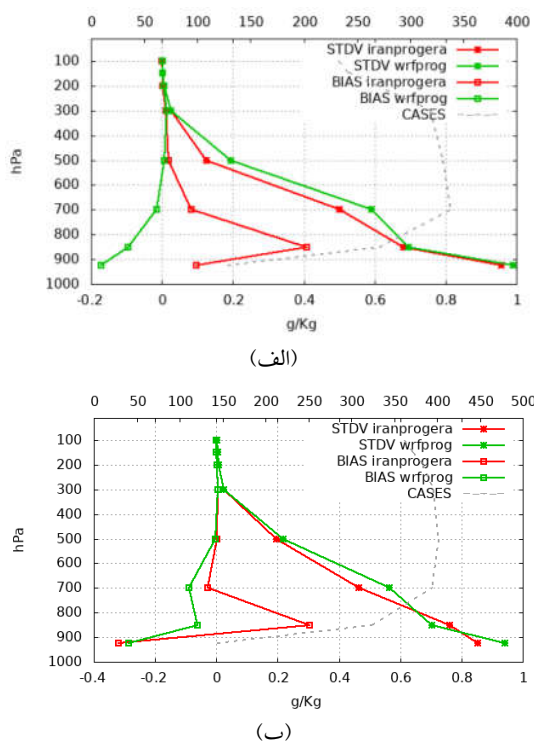 0 50 100 150 200 250 300 350 400
STDV iranprogera
STDV wrfprog
BIAS iranprogera
BIAS wrfprog
CASES
100
200
300
400
500
600
700
800
900
1000
hPa
0.2 0 0.2 0.4 0.6 0.8 1
g/Kg
(الف)
0 50 100 150 200 250 300 350 400 450 500
STDV iranprogera
STDV wrfprog
BIAS iranprogera
BIAS wrfprog
CASES
100
200
300
400
500
600
700
800
900
1000
hPa
-0.4 -0.2 0 0.2 0.4 0.6 0.8 1
g/Kg
(ب)